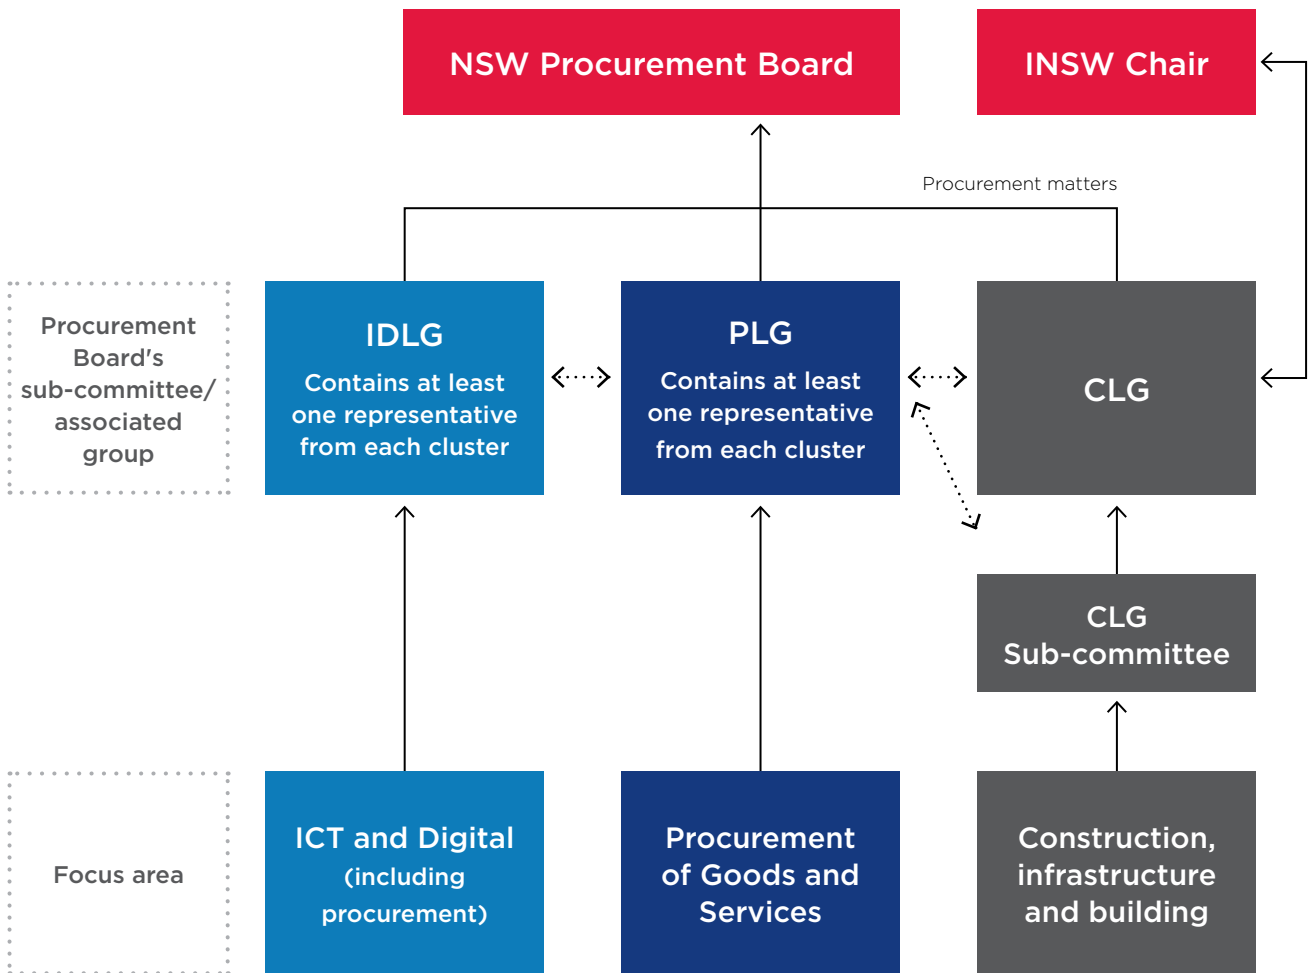 NSW Procurement Board
INSW Chair
Procurement matters
Procurement
Board's
sub-committee/
associated
group
IDLG
Contains at least
one representative
from each cluster
PLG
Contains at least
one representative
from each cluster
CLG
CLG
Sub-committee
Focus area
ICT and Digital
(including
procurement)
Procurement
of Goods and
Services
Construction,
infrastructure
and building